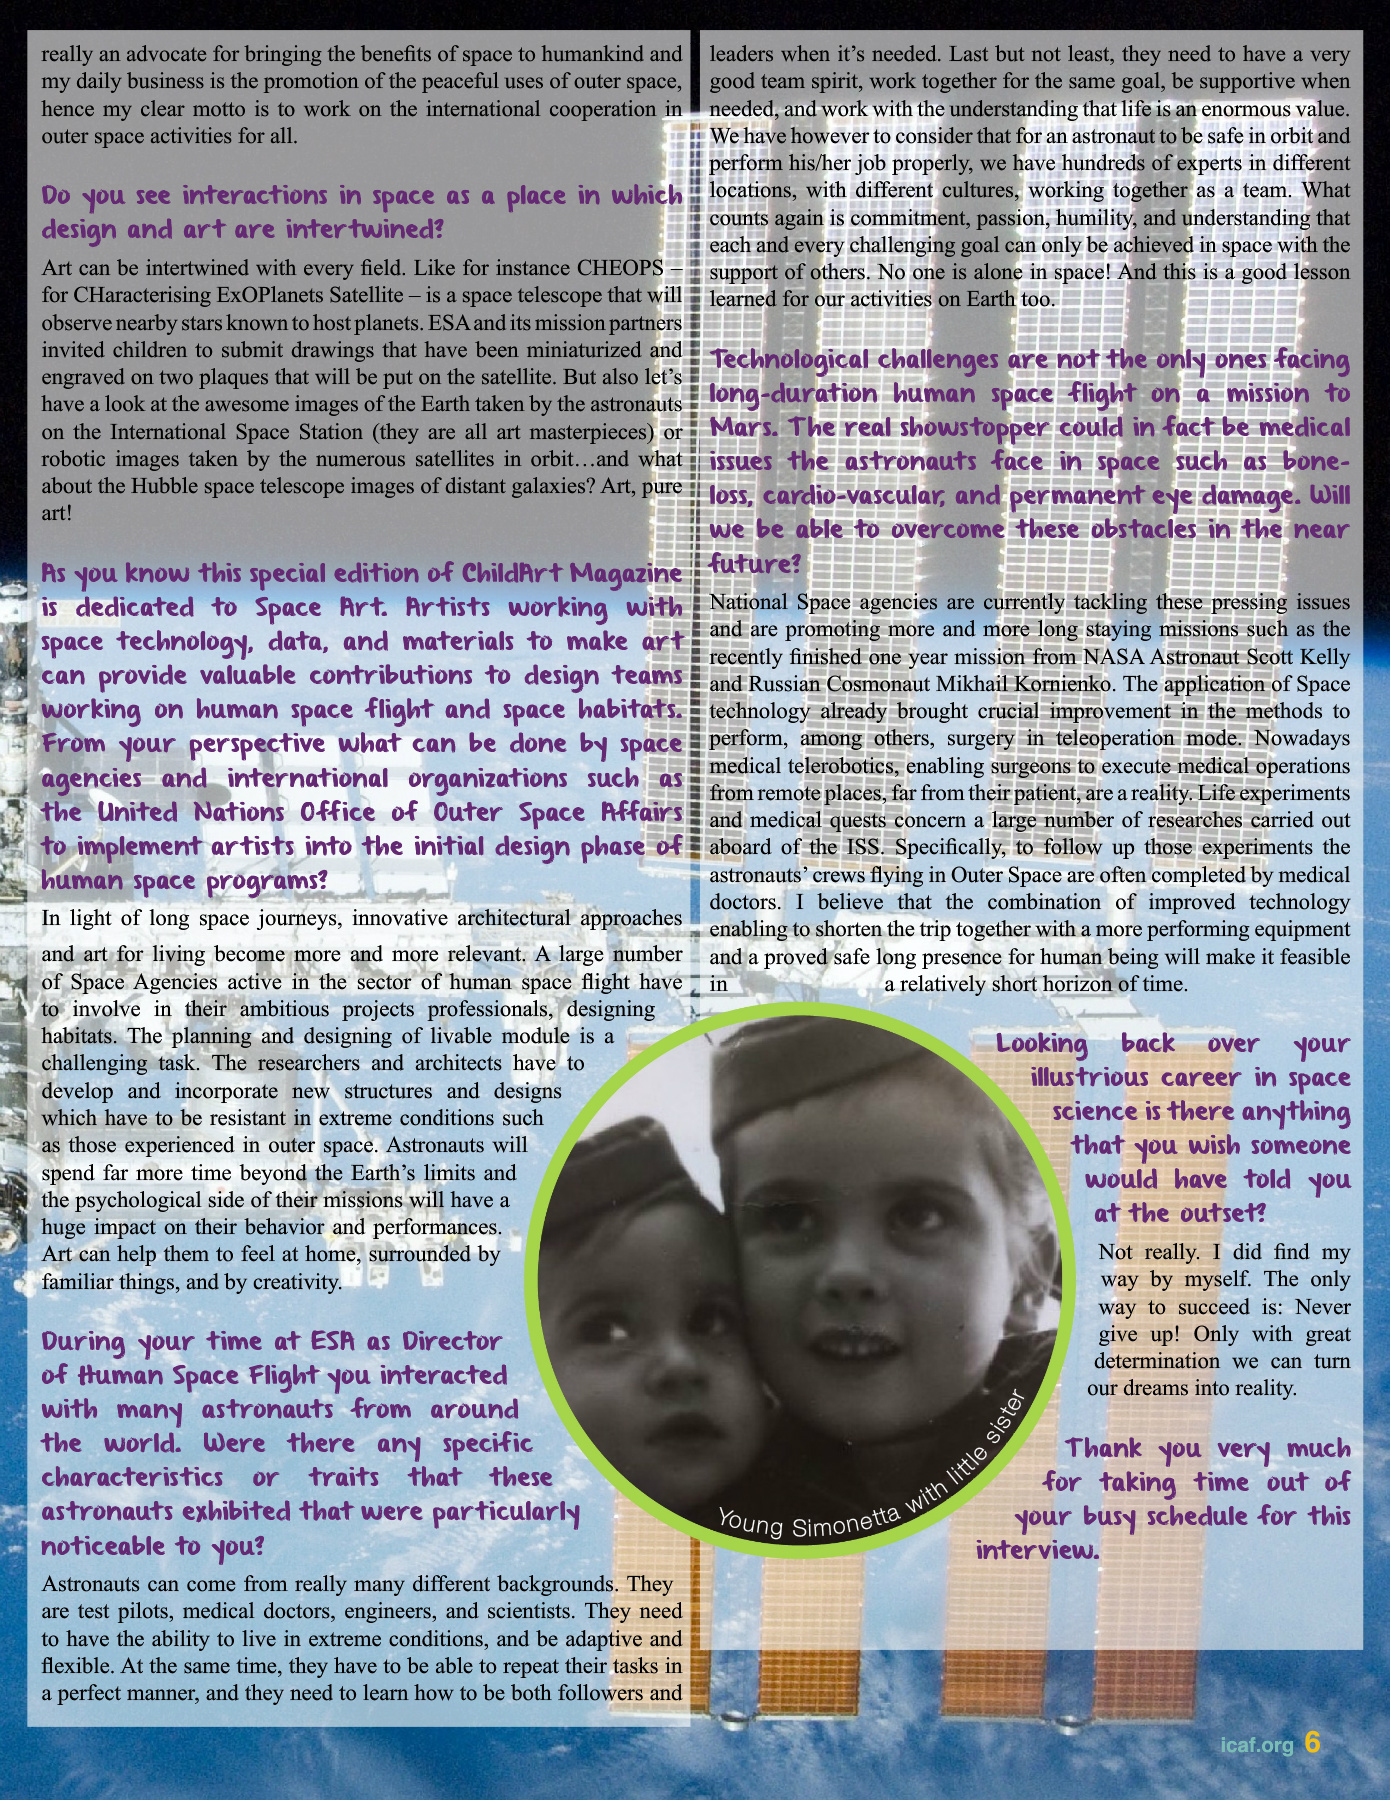 really an advocate for bringing the benefits of space to humankind and
my daily business is the promotion of the peaceful uses of outer space,
hence my clear motto is to work on the international cooperation in
outer space activities for all.
Do you see interactions in space as a place in which
design and art are intertwined?
Art can be intertwined with every field. Like for instance CHEOPS –
for CHaracterising ExOPlanets Satellite – is a space telescope that will
observe nearby stars known to host planets. ESA and its mission partners
invited children to submit drawings that have been miniaturized and
engraved on two plaques that will be put on the satellite. But also let's
have a look at the awesome images of the Earth taken by the astronauts
on the International Space Station (they are all art masterpieces) or
robotic images taken by the numerous satellites in orbit…and what
about the Hubble space telescope images of distant galaxies? Art, pure
art!
As you know this special edition of ChildArt Magazine
is dedicated to Space Art. Artists working with
space technology, data, and materials to make art
can provide valuable contributions to design teams
working on human space flight and space habitats.
From your perspective what can be done by space
agencies and international organizations such as
the United Nations Office of Outer Space Affairs
to implement artists into the initial design phase of
human space programs?
In light of long space journeys, innovative architectural approaches
and art for living become more and more relevant. A large number
of Space Agencies active in the sector of human space flight have
to involve in their ambitious projects professionals, designing
habitats. The planning and designing of livable module is a
challenging task. The researchers and architects have to
develop and incorporate new structures and designs
which have to be resistant in extreme conditions such
as those experienced in outer space. Astronauts will
spend far more time beyond the Earth's limits and
the psychological side of their missions will have a
huge impact on their behavior and performances.
Art can help them to feel at home, surrounded by
familiar things, and by creativity.
During your time at ESA as Director
of Human Space Flight you interacted
with many astronauts from around
the world. Were there any specific
characteristics or traits that these
astronauts exhibited that were particularly
noticeable to you?
Astronauts can come from really many different backgrounds. They
are test pilots, medical doctors, engineers, and scientists. They need
to have the ability to live in extreme conditions, and be adaptive and
flexible. At the same time, they have to be able to repeat their tasks in
a perfect manner, and they need to learn how to be both followers and
leaders when it's needed. Last but not least, they need to have a very
good team spirit, work together for the same goal, be supportive when
needed, and work with the understanding that life is an enormous value.
We have however to consider that for an astronaut to be safe in orbit and
perform his/her job properly, we have hundreds of experts in different
locations, with different cultures, working together as a team. What
counts again is commitment, passion, humility, and understanding that
each and every challenging goal can only be achieved in space with the
support of others. No one is alone in space! And this is a good lesson
learned for our activities on Earth too.
Technological challenges are not the only ones facing
long-duration human space flight on a mission to
Mars. The real showstopper could in fact be medical
issues the astronauts face in space such as bone-
loss, cardio-vascular, and permanent eye damage. Will
we be able to overcome these obstacles in the near
future?
National Space agencies are currently tackling these pressing issues
and are promoting more and more long staying missions such as the
recently finished one year mission from NASA Astronaut Scott Kelly
and Russian Cosmonaut Mikhail Kornienko. The application of Space
technology already brought crucial improvement in the methods to
perform, among others, surgery in teleoperation mode. Nowadays
medical telerobotics, enabling surgeons to execute medical operations
from remote places, far from their patient, are a reality. Life experiments
and medical quests concern a large number of researches carried out
aboard of the ISS. Specifically, to follow up those experiments the
astronauts' crews flying in Outer Space are often completed by medical
doctors. I believe that the combination of improved technology
enabling to shorten the trip together with a more performing equipment
and a proved safe long presence for human being will make it feasible
in a relatively short horizon of time.
Looking back over your
illustrious career in space
science is there anything
that you wish someone
would have told you
at the outset?
Not really. I did find my
way by myself. The only
way to succeed is: Never
give up! Only with great
determination we can turn
our dreams into reality.
Thank you very much
for taking time out of
your busy schedule for this
interview.
Young Simonetta with little sister
icaf.org 6